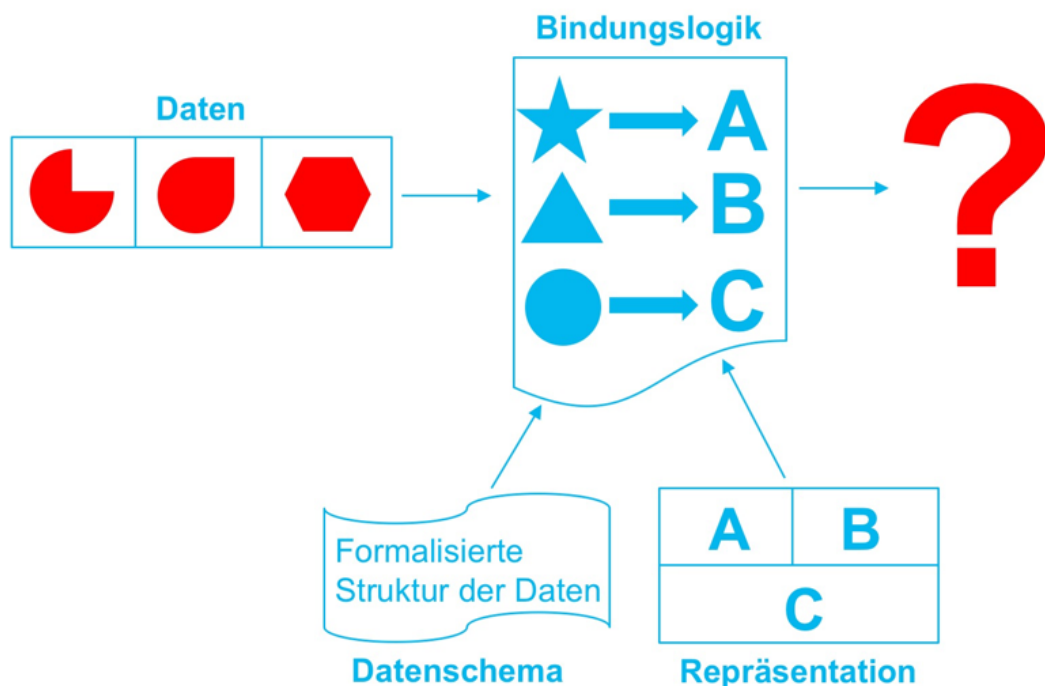 Bindungslogik
Daten
A
B
C
?
Formalisierte
Struktur der Daten
Datenschema
A B
C
Repräsentation